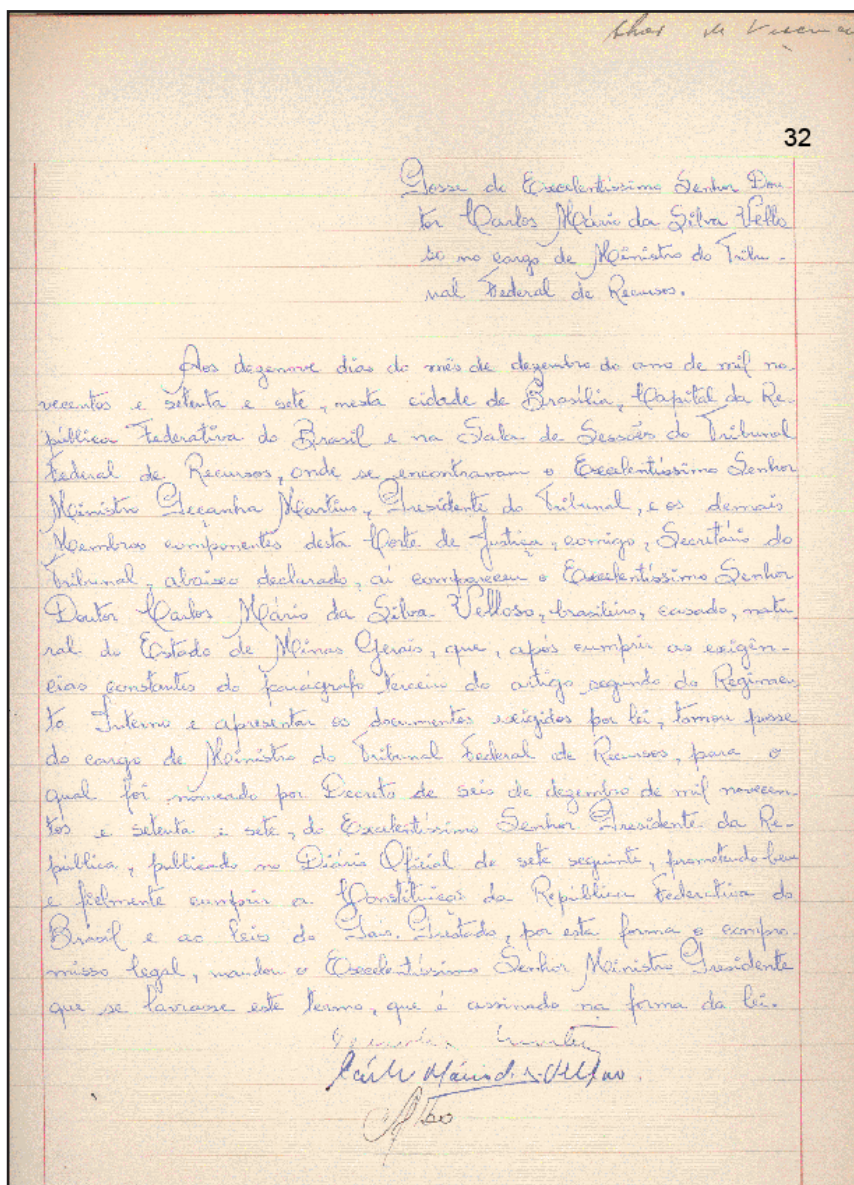 de
32
Posse do Excelentíssimo Senhor Dou-
tor Carlos Mário da Silva Vello
so no cargo de Ministro do Tribu-
nal Federal de Recursos.
Aos dezenove dias do mês de dezembro do ano de mil no-
vecentos e setenta e sete, nesta cidade de Brasília, Capital da Re-
pública Federativa do Brasil e na Sala de Sessões do Tribunal
Federal de Recursos, onde se encontravam o Excelentíssimo Senhor
Ministro Peçanha Martins, Presidente do Tribunal, e os demais
Membros componentes desta Corte de Justiça, comigo, Secretário do
Tribunal, abaixo declarado, aí compareceu o Excelentíssimo Senhor
Doutor Carlos Mário da Silva Velloso, brasileiro, casado, natu-
ral do Estado de Minas Gerais, que, após cumprir as exigên-
cias constantes do parágrafo terceiro do artigo segundo do Regimen
to Interno e apresentar os documentos exigidos por lei, tomou posse
do cargo de Ministro do Tribunal Federal de Recursos, para o
qual foi nomeado por Decreto de seis de dezembro de mil novecen-
tos e setenta e sete, do Excelentíssimo Senhor Presidente da Re-
pública, publicado no Diário Oficial de sete seguinte, prometendo bem
e fielmente cumprir a Constituição da República Federativa do
Brasil e as leis do País. Prestado, por esta forma o compro-
misso legal, mandou o Excelentíssimo Senhor Ministro Presidente
que se lavrasse este termo, que é assinado na forma da lei.
Carlos Mário da S. Velloso.